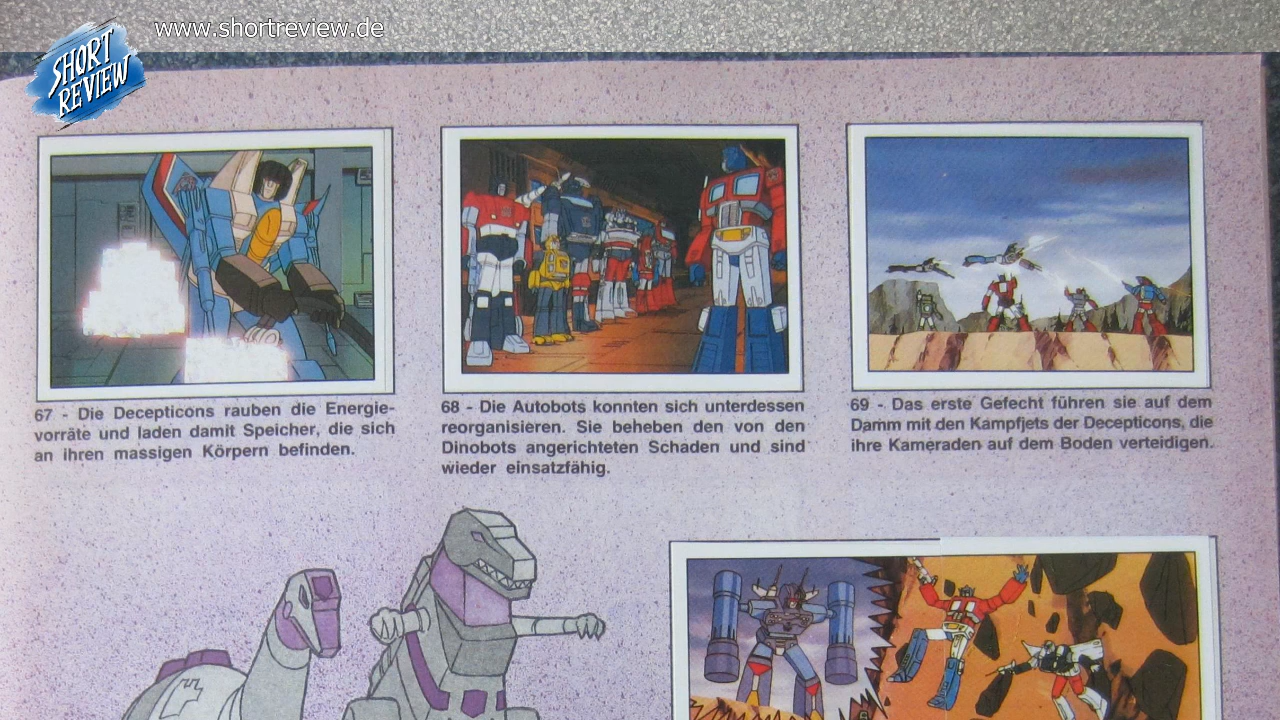 www.shortreview.de
SHORT
REVIEW
67 - Die Decepticons rauben die Energie-
vorräte und laden damit Speicher, die sich
an ihren massigen Körpern befinden.
68 - Die Autobots konnten sich unterdessen
reorganisieren. Sie beheben den von den
Dinobots angerichteten Schaden und sind
wieder einsatzfähig.
69 - Das erste Gefecht führen sie auf dem
Damm mit den Kampfjets der Decepticons, die
ihre Kameraden auf dem Boden verteidigen.